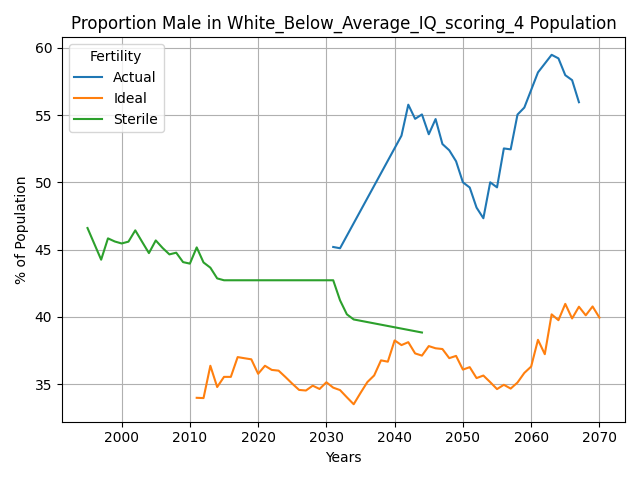 Proportion Male in White_Below_Average_IQ_scoring_4 Population
Fertility
Actual
Ideal
Sterile
% of Population
60
55
50
45
40
35
2000
2010
2020
2030
2040
2050
2060
2070
Years